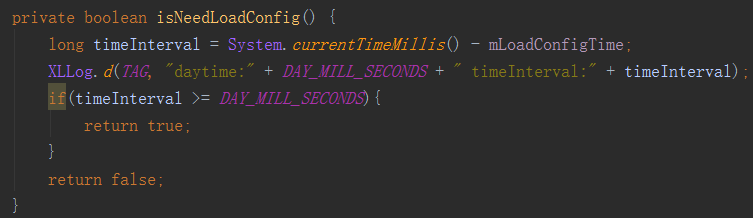 private boolean isNeedLoadConfig() {
    long timeInterval = System.currentTimeMillis() - mLoadConfigTime;
    XLLog.d(TAG, "daytime:" + DAY_MILL_SECONDS + " timeInterval:" + timeInterval);
    if(timeInterval >= DAY_MILL_SECONDS){
        return true;
    }
    return false;
}